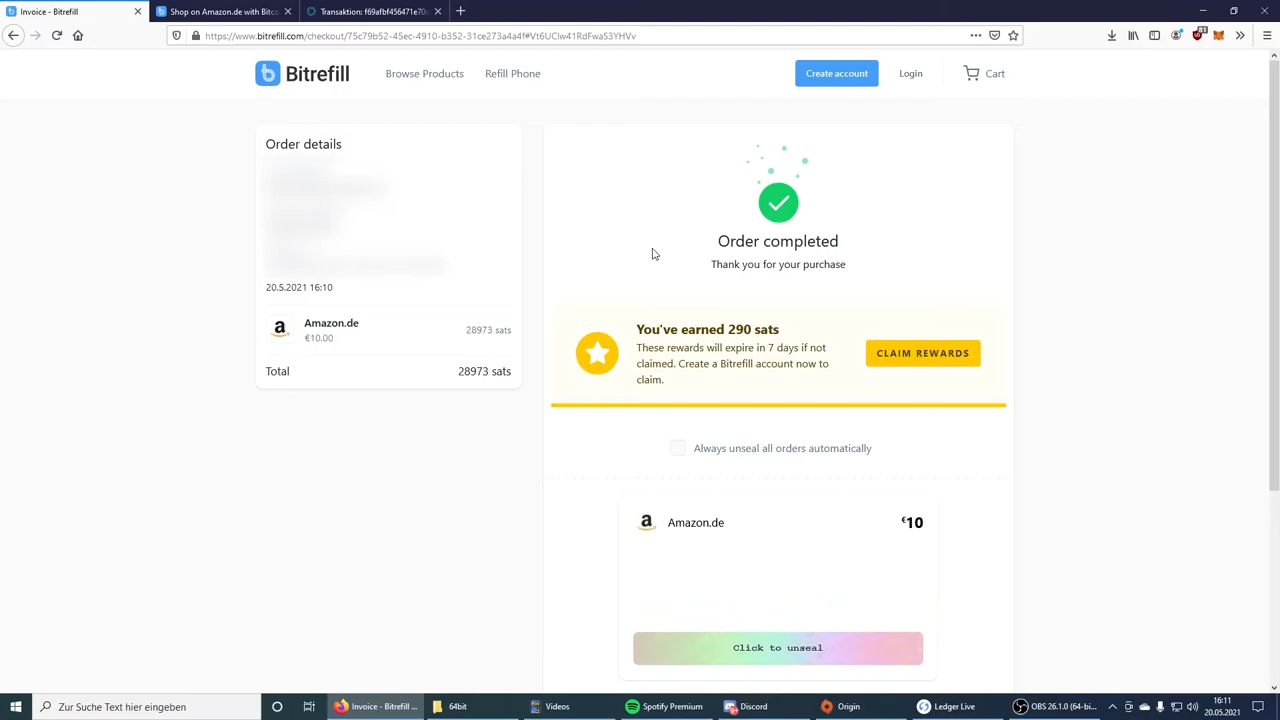 Invoice - Bitrefill
Shop on Amazon.de with Bitco
Transaktion: f69afbf456471e70c
https://www.bitrefill.com/checkout/75c79b52-45ec-4910-b352-31ce273a4a4f#Vt6UClw41RdFwaS3YHVv
Bitrefill
Browse Products
Refill Phone
Create account
Login
Cart
Order details
20.5.2021 16:10
Amazon.de
€10.00
28973 sats
Total
28973 sats
Order completed
Thank you for your purchase
You've earned 290 sats
These rewards will expire in 7 days if not
claimed. Create a Bitrefill account now to
claim.
CLAIM REWARDS
Always unseal all orders automatically
Amazon.de
€10
Click to unseal
Zur Suche Text hier eingeben
Invoice - Bitrefill ...
64bit
Videos
Spotify Premium
Discord
Origin
Ledger Live
OBS 26.1.0 (64-bi...
16:11
20.05.2021